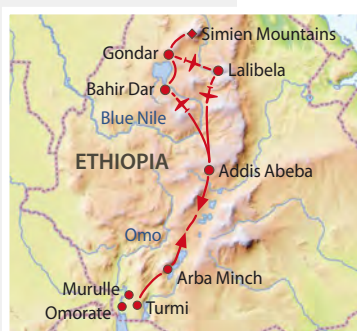 Simien Mountains
Gondar
Lalibela
Bahir Dar
Blue Nile
ETHIOPIA
Addis Abeba
Omo
Arba Minch
Murulle
Omorate
Turmi